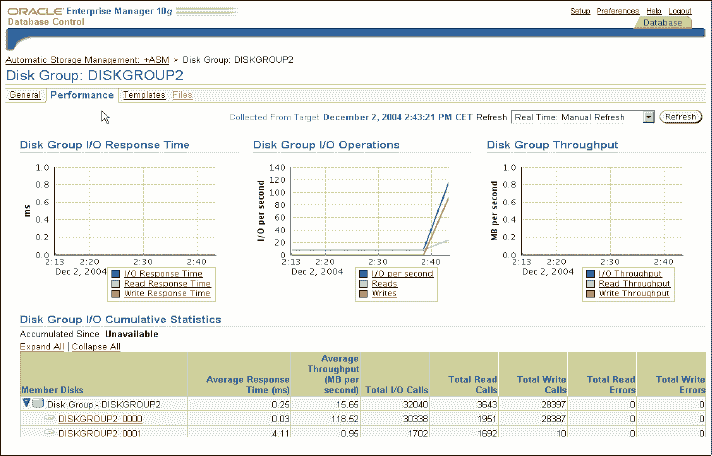 ORACLE Enterprise Manager 10g
Database Control
Setup Preferences Help Logout
Database
Automatic Storage Management: +ASM > Disk Group: DISKGROUP2
Disk Group: DISKGROUP2
General Performance Templates Files
Collected From Target December 2, 2004 2:43:21 PM CET Refresh Real Time: Manual Refresh Refresh
Disk Group I/O Response Time
1.0
0.8
0.6
0.4
0.2
0.0
ms
2:13 2:20 2:30 2:40
Dec 2, 2004
I/O Response Time
Read Response Time
Write Response Time
Disk Group I/O Operations
140
120
100
80
60
40
20
0
I/O per second
2:13 2:20 2:30 2:40
Dec 2, 2004
I/O per second
Reads
Writes
Disk Group Throughput
1.0
0.8
0.6
0.4
0.2
0.0
MB per second
2:13 2:20 2:30 2:40
Dec 2, 2004
I/O Throughput
Read Throughput
Write Throughput
Disk Group I/O Cumulative Statistics
Accumulated Since Unavailable
Expand All | Collapse All
Member Disks Average Response Time (ms) Average Throughput (MB per second) Total I/O Calls Total Read Calls Total Write Calls Total Read Errors Total Write Errors
Disk Group - DISKGROUP2 0.25 15.65 32040 3643 28397 0 0
DISKGROUP2_0000 0.03 118.52 30338 1951 28387 0 0
DISKGROUP2_0001 4.11 0.95 1702 1692 10 0 0